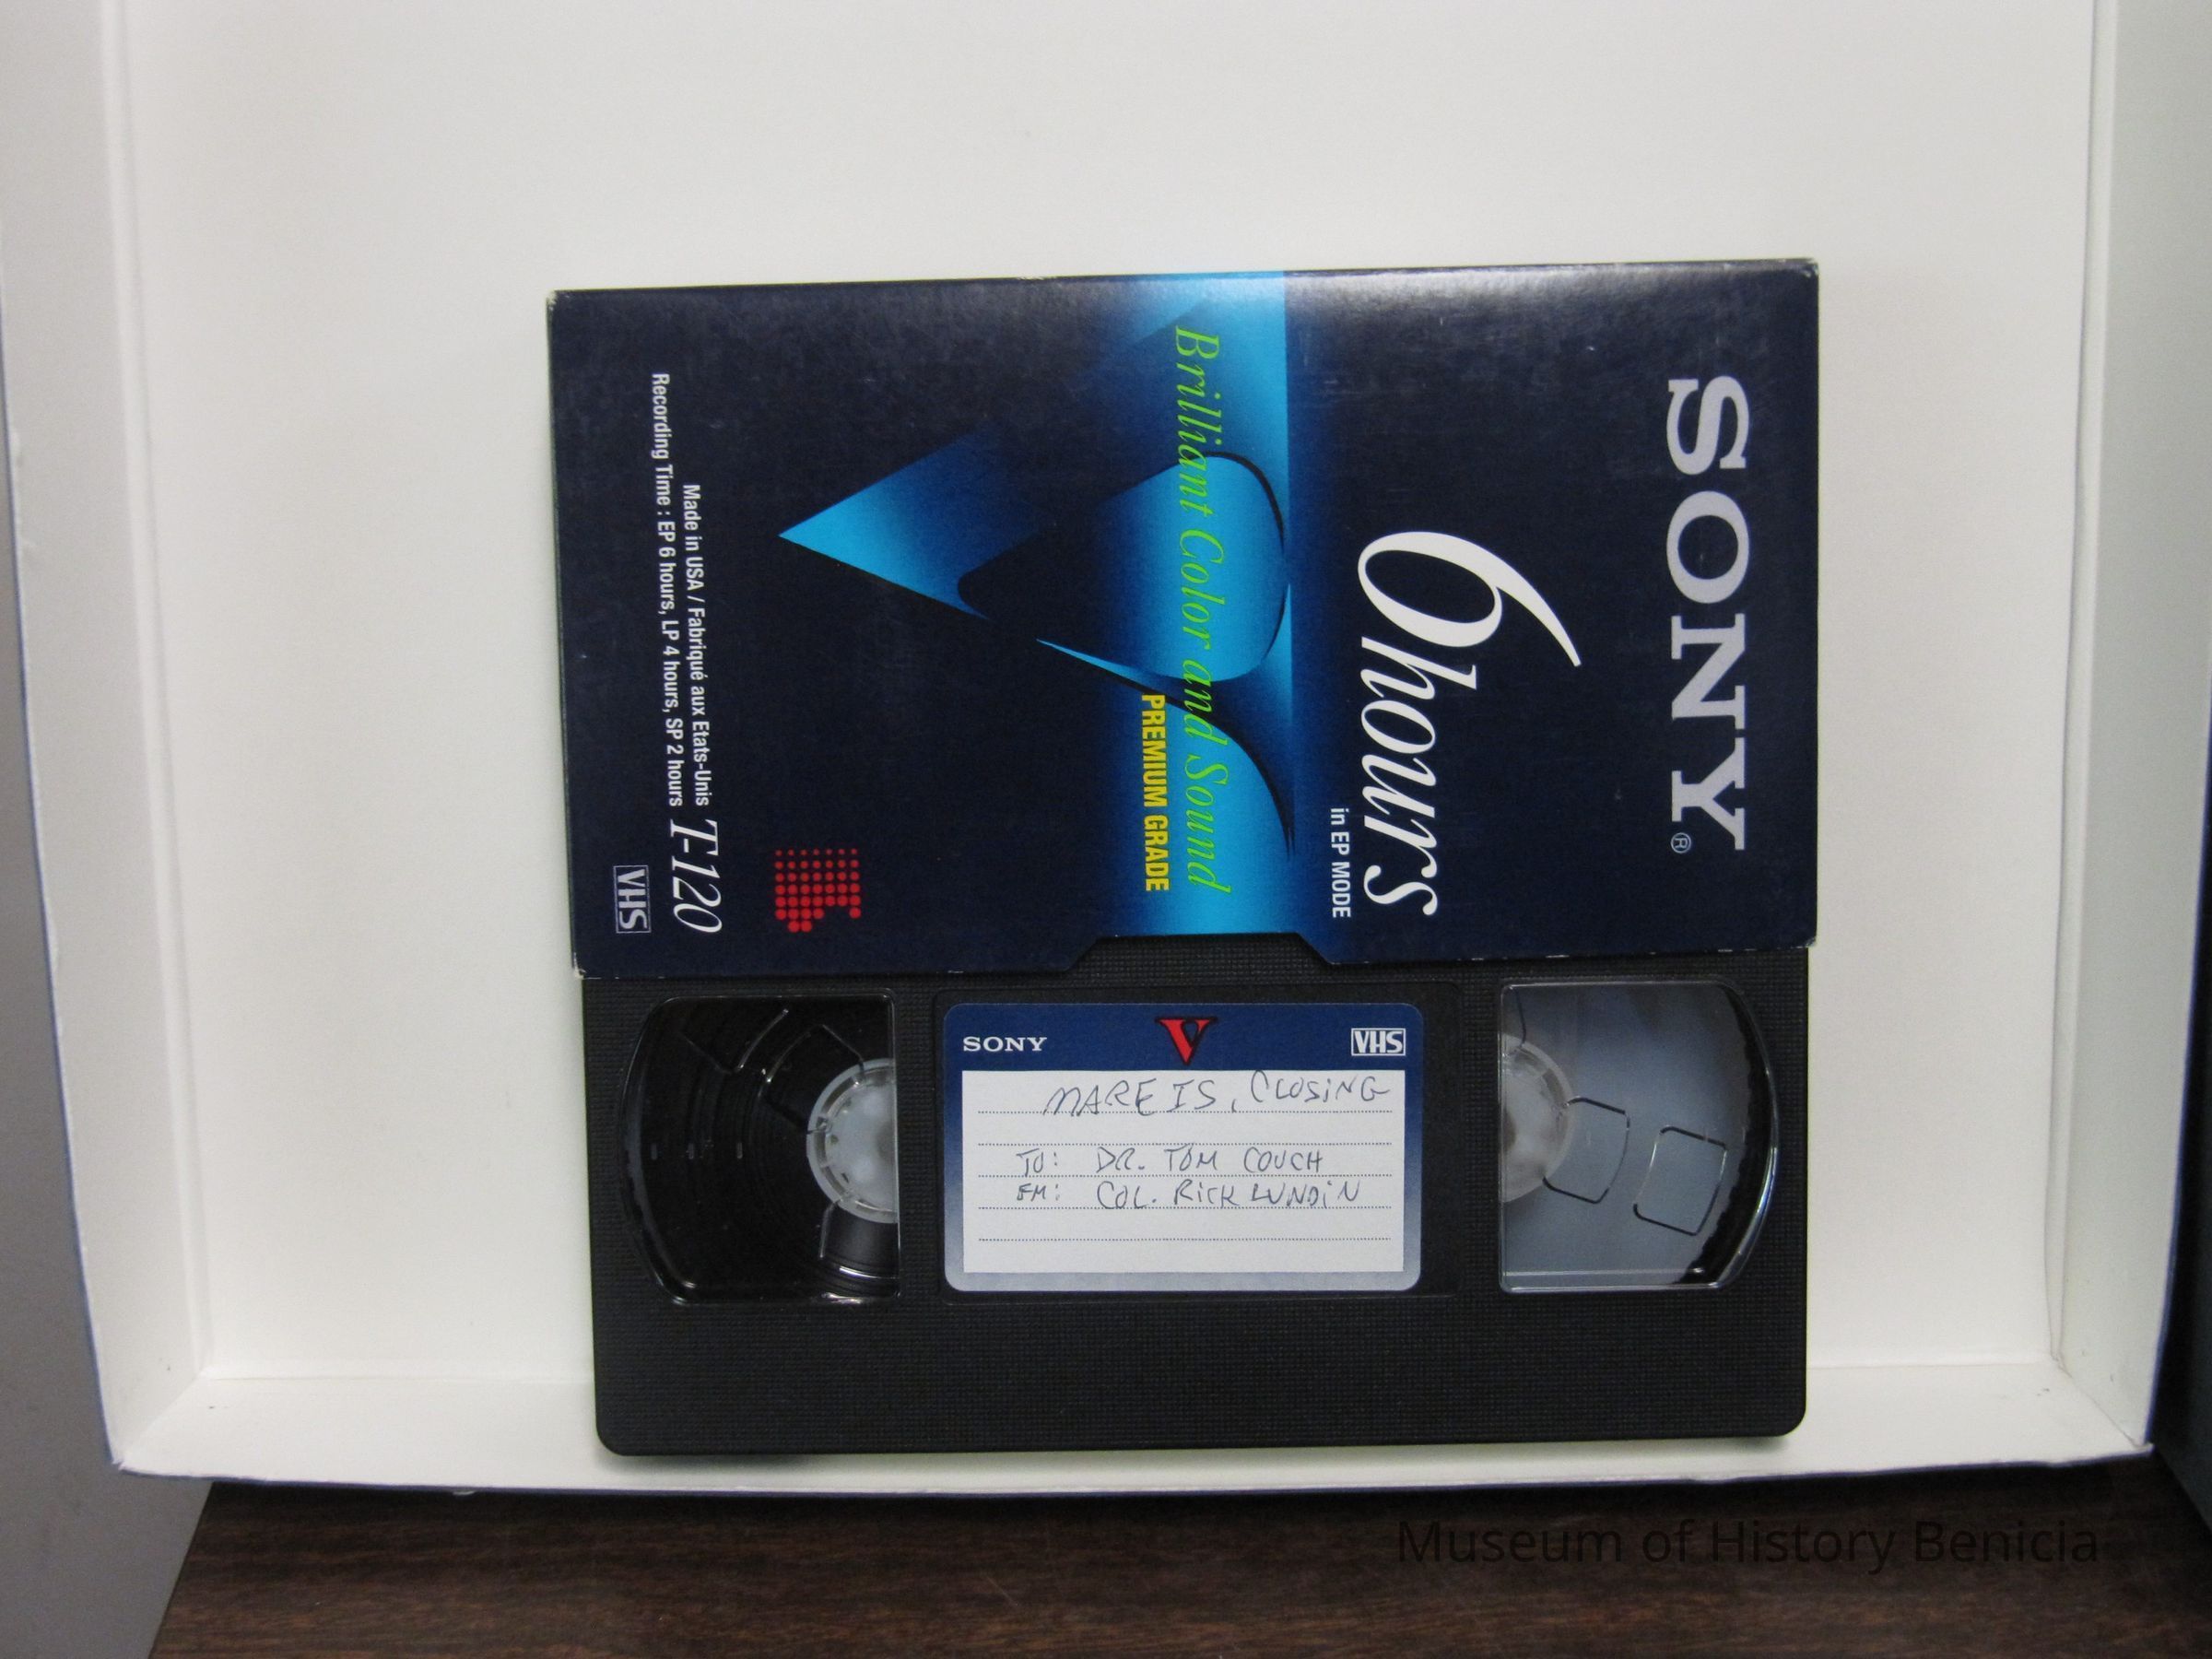 SONY®
6hours
in EP MODE
Brilliant Color and Sound
PREMIUM GRADE
T-120
Made in USA / Fabriqué aux Etats-Unis
Recording Time : EP 6 hours, LP 4 hours, SP 2 hours
VHS
SONY V VHS
MARE IS. CLOSING
TO: DR. TOM COUCH
FM: COL. RICK LUNDIN
Museum of History Benicia